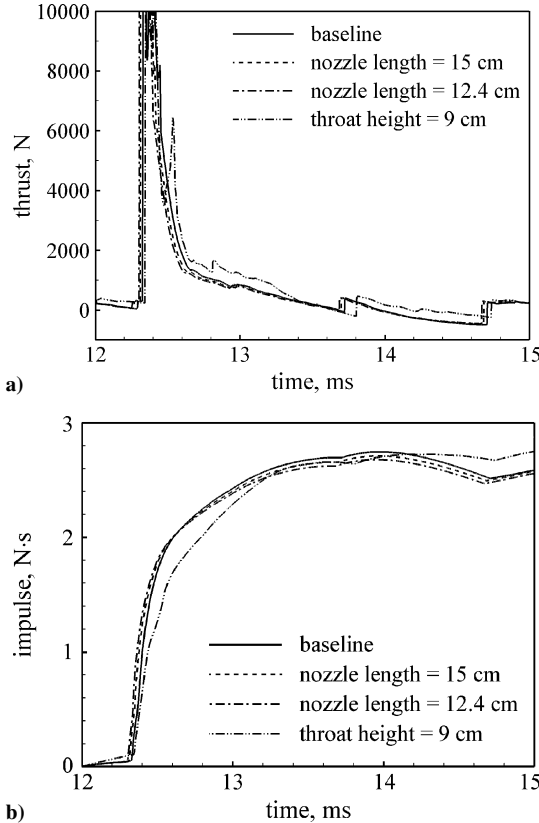 10000
8000
6000
4000
2000
0
thrust, N
baseline
nozzle length = 15 cm
nozzle length = 12.4 cm
throat height = 9 cm
12
13
14
15
time, ms
a)
3
2
1
0
impulse, N·s
baseline
nozzle length = 15 cm
nozzle length = 12.4 cm
throat height = 9 cm
12
13
14
15
time, ms
b)